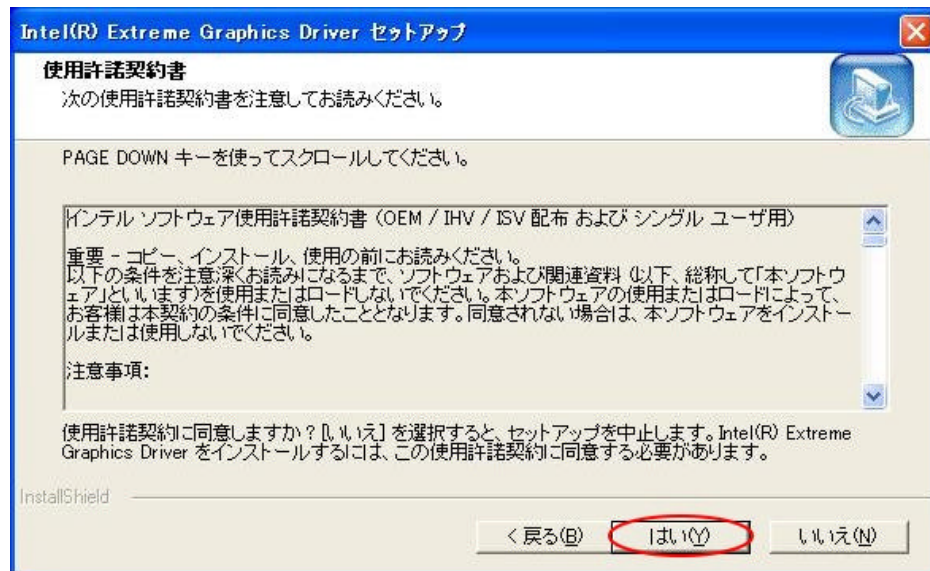 Intel(R) Extreme Graphics Driver セットアップ
使用許諾契約書
次の使用許諾契約書を注意してお読みください。
PAGE DOWN キーを使ってスクロールしてください。
インテル ソフトウェア使用許諾契約書 (OEM / IHV / ISV 配布 および シングル ユーザ用)
重要 - コピー、インストール、使用の前にお読みください。
以下の条件を注意深くお読みになるまで、ソフトウェアおよび関連資料 (以下、総称して「本ソフトウ
ェア」といいます)を使用またはロードしないでください。本ソフトウェアの使用またはロードによって、
お客様は本契約の条件に同意したこととなります。同意されない場合は、本ソフトウェアをインストー
ルまたは使用しないでください。
注意事項:
使用許諾契約に同意しますか？[いいえ] を選択すると、セットアップを中止します。Intel(R) Extreme
Graphics Driver をインストールするには、この使用許諾契約に同意する必要があります。
InstallShield
< 戻る(B) はい(Y) いいえ(N)